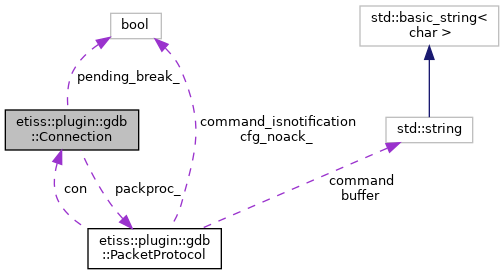 std::basic_string<
char >
bool
pending_break_
etiss::plugin::gdb
::Connection
command_isnotification
cfg_noack_
std::string
con
packproc_
command
buffer
etiss::plugin::gdb
::PacketProtocol